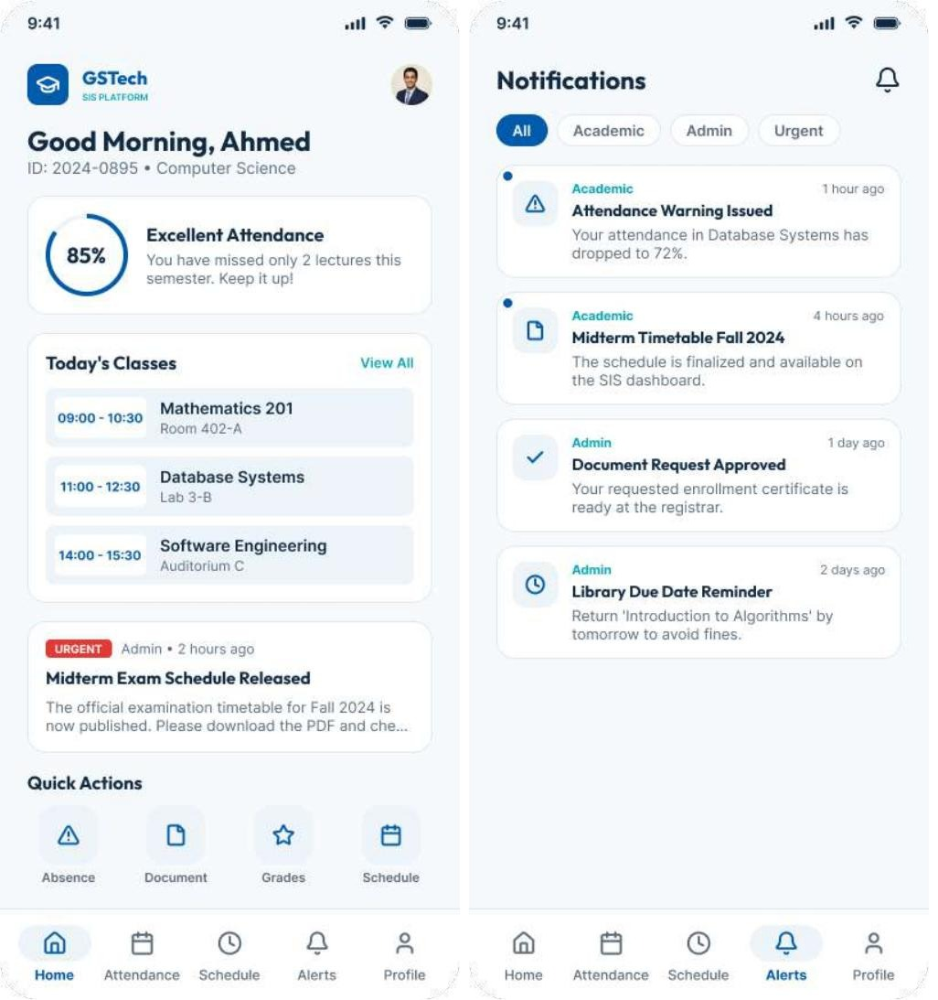 9:41
GSTech
SIS PLATFORM
Good Morning, Ahmed
ID: 2024-0895 • Computer Science
85%
Excellent Attendance
You have missed only 2 lectures this
semester. Keep it up!
Today's Classes
View All
09:00 - 10:30
Mathematics 201
Room 402-A
11:00 - 12:30
Database Systems
Lab 3-B
14:00 - 15:30
Software Engineering
Auditorium C
URGENT
Admin • 2 hours ago
Midterm Exam Schedule Released
The official examination timetable for Fall 2024 is
now published. Please download the PDF and che...
Quick Actions
Absence
Document
Grades
Schedule
Home
Attendance
Schedule
Alerts
Profile
9:41
Notifications
All
Academic
Admin
Urgent
Academic
1 hour ago
Attendance Warning Issued
Your attendance in Database Systems has
dropped to 72%.
Academic
4 hours ago
Midterm Timetable Fall 2024
The schedule is finalized and available on
the SIS dashboard.
Admin
1 day ago
Document Request Approved
Your requested enrollment certificate is
ready at the registrar.
Admin
2 days ago
Library Due Date Reminder
Return 'Introduction to Algorithms' by
tomorrow to avoid fines.
Home
Attendance
Schedule
Alerts
Profile